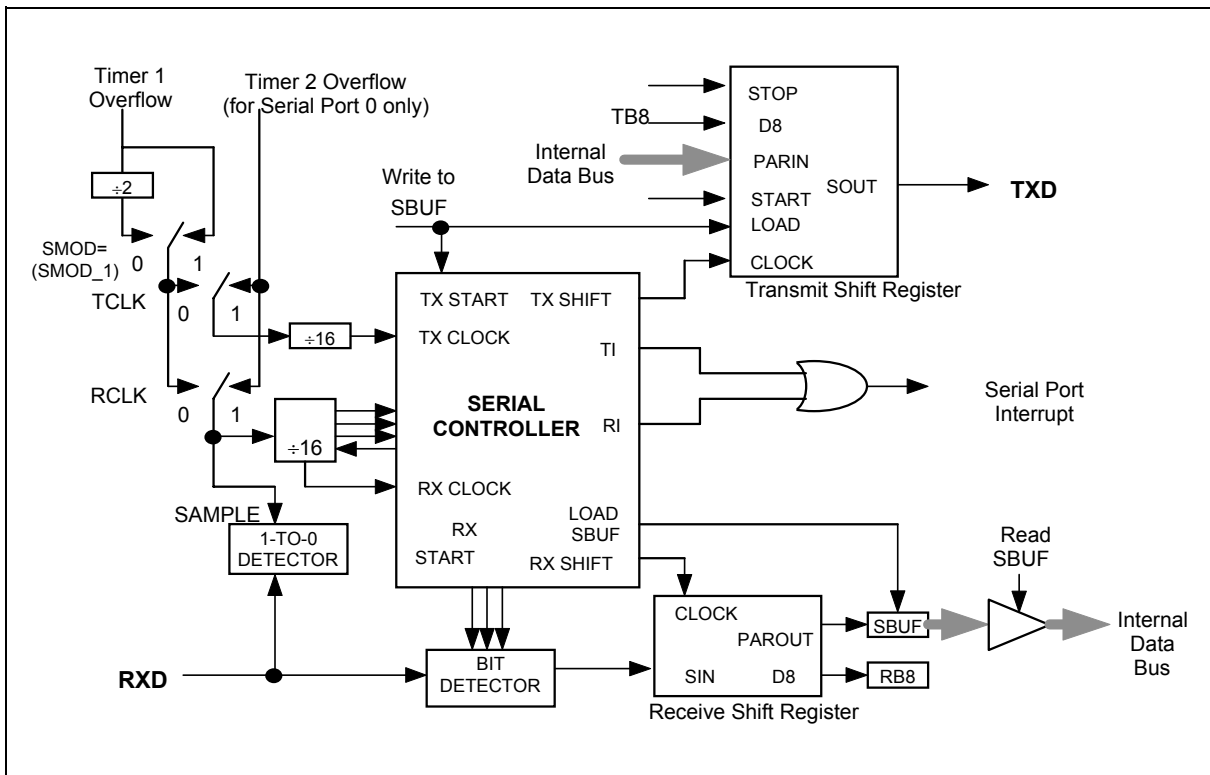 Timer 1
Overflow
Timer 2 Overflow
(for Serial Port 0 only)
÷2
SMOD=
(SMOD_1)
0
1
TCLK
0
1
÷16
RCLK
0
1
÷16
SAMPLE
1-TO-0
DETECTOR
RXD
Write to
SBUF
TX START
TX SHIFT
TX CLOCK
TI
SERIAL
CONTROLLER
RI
RX CLOCK
LOAD
SBUF
RX
START
RX SHIFT
BIT
DETECTOR
TB8
Internal
Data Bus
STOP
D8
PARIN
SOUT
START
LOAD
CLOCK
Transmit Shift Register
TXD
Serial Port
Interrupt
CLOCK
PAROUT
SIN
D8
Receive Shift Register
SBUF
RB8
Read
SBUF
Internal
Data
Bus